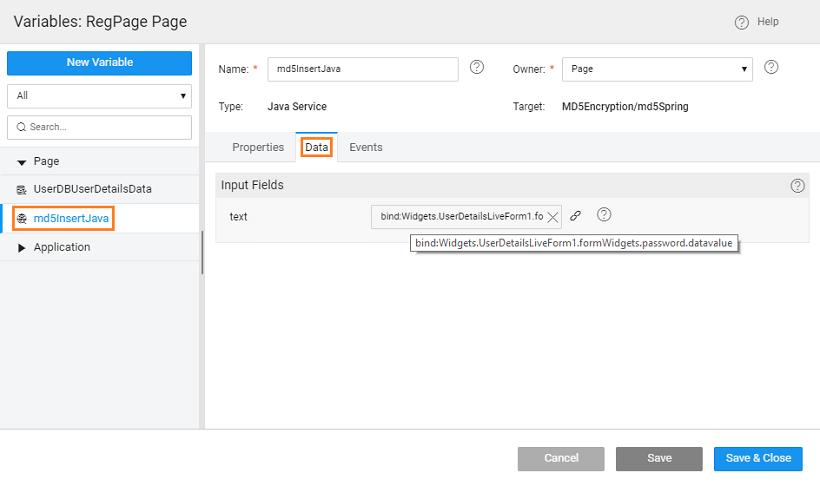 Variables: RegPage Page
? Help
New Variable
All
Search...
Page
UserDBUserDetailsData
md5InsertJava
Application
Name: * md5InsertJava ? Owner: * Page ?
Type: Java Service Target: MD5Encryption/md5Spring
Properties Data Events
Input Fields ?
text bind:Widgets.UserDetailsLiveForm1.fo ?
bind:Widgets.UserDetailsLiveForm1.formWidgets.password.datavalue
Cancel Save Save & Close